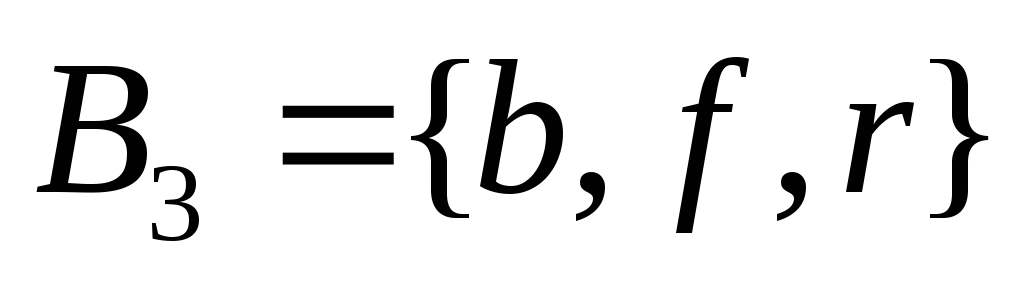 B₃ = {b, f, r}